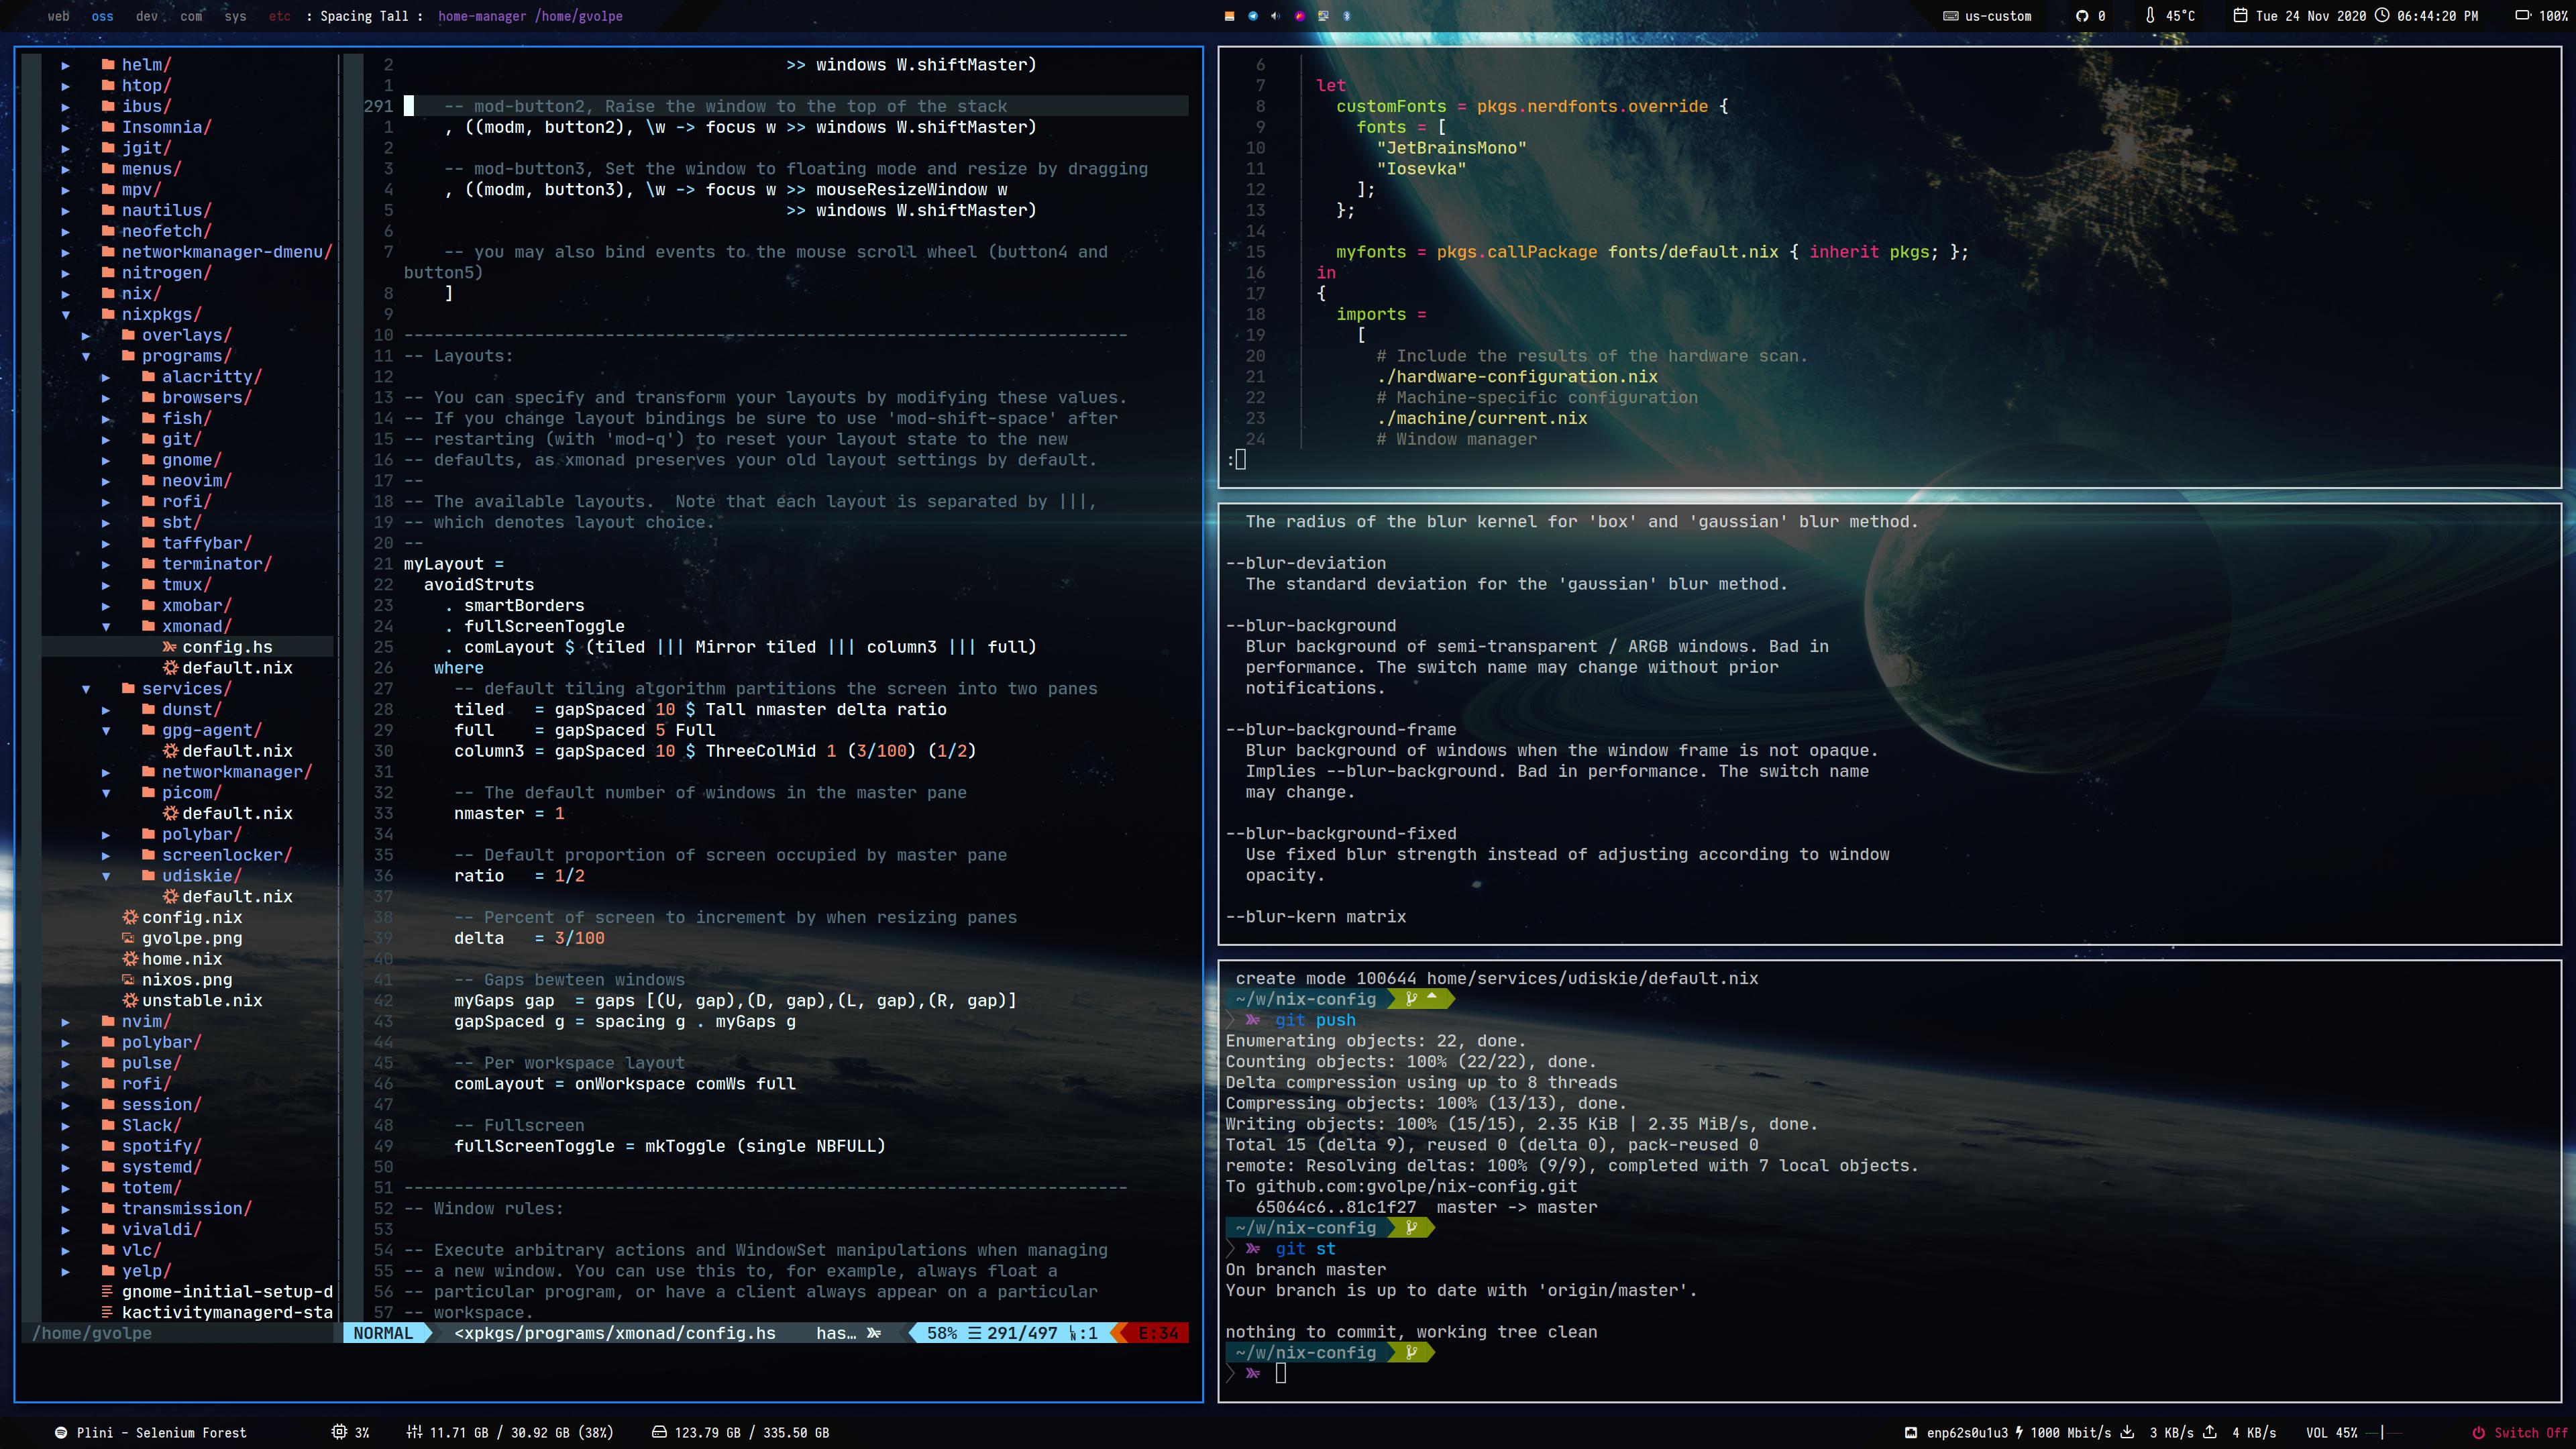 web oss dev com sys etc : Spacing Tall : home-manager /home/gvolpe
us-custom 0 45°C Tue 24 Nov 2020 06:44:20 PM 100%
helm/
htop/
ibus/
Insomnia/
jgit/
menus/
mpv/
nautilus/
neofetch/
networkmanager-dmenu/
nitrogen/
nix/
nixpkgs/
overlays/
programs/
alacritty/
browsers/
fish/
git/
gnome/
neovim/
rofi/
sbt/
taffybar/
terminator/
tmux/
xmobar/
xmonad/
config.hs
default.nix
services/
dunst/
gpg-agent/
default.nix
networkmanager/
picom/
default.nix
polybar/
screenlocker/
udiskie/
default.nix
config.nix
gvolpe.png
home.nix
nixos.png
unstable.nix
nvim/
polybar/
pulse/
rofi/
session/
Slack/
spotify/
systemd/
totem/
transmission/
vivaldi/
vlc/
yelp/
gnome-initial-setup-d
kactivitymanagerd-sta
/home/gvolpe
2 >> windows W.shiftMaster)
1
291 -- mod-button2, Raise the window to the top of the stack
1 , ((modm, button2), \w -> focus w >> windows W.shiftMaster)
2
3 -- mod-button3, Set the window to floating mode and resize by dragging
4 , ((modm, button3), \w -> focus w >> mouseResizeWindow w
5 >> windows W.shiftMaster)
6
7 -- you may also bind events to the mouse scroll wheel (button4 and
button5)
8 ]
9
10 ------------------------------------------------------------------------
11 -- Layouts:
12
13 -- You can specify and transform your layouts by modifying these values.
14 -- If you change layout bindings be sure to use 'mod-shift-space' after
15 -- restarting (with 'mod-q') to reset your layout state to the new
16 -- defaults, as xmonad preserves your old layout settings by default.
17 --
18 -- The available layouts.  Note that each layout is separated by |||,
19 -- which denotes layout choice.
20 --
21 myLayout =
22 avoidStruts
23 . smartBorders
24 . fullScreenToggle
25 . comLayout $ (tiled ||| Mirror tiled ||| column3 ||| full)
26 where
27 -- default tiling algorithm partitions the screen into two panes
28 tiled   = gapSpaced 10 $ Tall nmaster delta ratio
29 full    = gapSpaced 5 Full
30 column3 = gapSpaced 10 $ ThreeColMid 1 (3/100) (1/2)
31
32 -- The default number of windows in the master pane
33 nmaster = 1
34
35 -- Default proportion of screen occupied by master pane
36 ratio   = 1/2
37
38 -- Percent of screen to increment by when resizing panes
39 delta   = 3/100
40
41 -- Gaps bewteen windows
42 myGaps gap  = gaps [(U, gap),(D, gap),(L, gap),(R, gap)]
43 gapSpaced g = spacing g . myGaps g
44
45 -- Per workspace layout
46 comLayout = onWorkspace comWs full
47
48 -- Fullscreen
49 fullScreenToggle = mkToggle (single NBFULL)
50
51 ------------------------------------------------------------------------
52 -- Window rules:
53
54 -- Execute arbitrary actions and WindowSet manipulations when managing
55 -- a new window. You can use this to, for example, always float a
56 -- particular program, or have a client always appear on a particular
57 -- workspace.
NORMAL <xpkgs/programs/xmonad/config.hs has… 58% ☰ 291/497 :1 E:34
6
7 let
8 customFonts = pkgs.nerdfonts.override {
9 fonts = [
10 "JetBrainsMono"
11 "Iosevka"
12 ];
13 };
14
15 myfonts = pkgs.callPackage fonts/default.nix { inherit pkgs; };
16 in
17 {
18 imports =
19 [
20 # Include the results of the hardware scan.
21 ./hardware-configuration.nix
22 # Machine-specific configuration
23 ./machine/current.nix
24 # Window manager
:
The radius of the blur kernel for 'box' and 'gaussian' blur method.
--blur-deviation
The standard deviation for the 'gaussian' blur method.
--blur-background
Blur background of semi-transparent / ARGB windows. Bad in
performance. The switch name may change without prior
notifications.
--blur-background-frame
Blur background of windows when the window frame is not opaque.
Implies --blur-background. Bad in performance. The switch name
may change.
--blur-background-fixed
Use fixed blur strength instead of adjusting according to window
opacity.
--blur-kern matrix
create mode 100644 home/services/udiskie/default.nix
~/w/nix-config
git push
Enumerating objects: 22, done.
Counting objects: 100% (22/22), done.
Delta compression using up to 8 threads
Compressing objects: 100% (13/13), done.
Writing objects: 100% (15/15), 2.35 KiB | 2.35 MiB/s, done.
Total 15 (delta 9), reused 0 (delta 0), pack-reused 0
remote: Resolving deltas: 100% (9/9), completed with 7 local objects.
To github.com:gvolpe/nix-config.git
65064c6..81c1f27  master -> master
~/w/nix-config
git st
On branch master
Your branch is up to date with 'origin/master'.
nothing to commit, working tree clean
~/w/nix-config
Plini - Selenium Forest 3% 11.71 GB / 30.92 GB (38%) 123.79 GB / 335.50 GB
enp62s0u1u3 1000 Mbit/s 3 KB/s 4 KB/s VOL 45% Switch Off